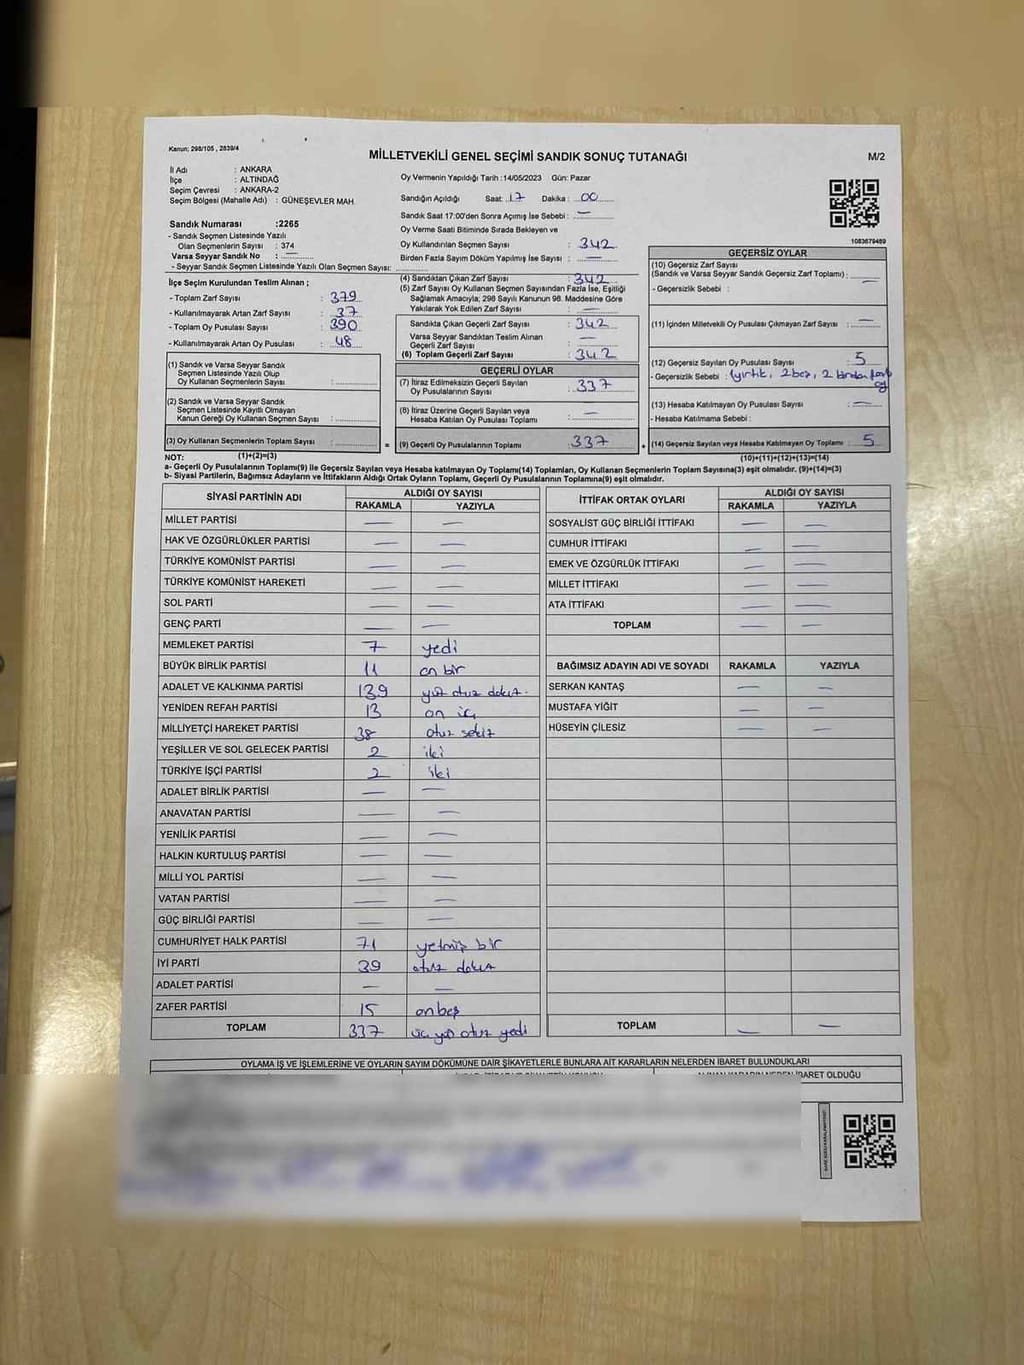 Kanun; 298/105 , 2839/4
MİLLETVEKİLİ GENEL SEÇİMİ SANDIK SONUÇ TUTANAĞI
M/2
İl Adı : ANKARA
İlçe : ALTINDAĞ
Seçim Çevresi : ANKARA-2
Seçim Bölgesi (Mahalle Adı) : GÜNEŞEVLER MAH.
Sandık Numarası :2265
- Sandık Seçmen Listesinde Yazılı
Olan Seçmenlerin Sayısı : 374
Varsa Seyyar Sandık No : —
- Seyyar Sandık Seçmen Listesinde Yazılı Olan Seçmen Sayısı:
Oy Vermenin Yapıldığı Tarih :14/05/2023 Gün: Pazar
Sandığın Açıldığı Saat: 17 Dakika : 00
Sandık Saat 17:00'den Sonra Açımış İse Sebebi : —
Oy Verme Saati Bitiminde Sırada Bekleyen ve
Oy Kullandırılan Seçmen Sayısı : 342
Birden Fazla Sayım Döküm Yapılmış İse Sayısı : —
1083679489
İlçe Seçim Kurulundan Teslim Alınan ;
- Toplam Zarf Sayısı : 379
- Kullanılmayarak Artan Zarf Sayısı : 37
- Toplam Oy Pusulası Sayısı : 390
- Kullanılmayarak Artan Oy Pusulası : 48
(1) Sandık ve Varsa Seyyar Sandık
Seçmen Listesinde Yazılı Olup
Oy Kullanan Seçmenlerin Sayısı :
(2) Sandık ve Varsa Seyyar Sandık
Seçmen Listesinde Kayıtlı Olmayan
Kanun Gereği Oy Kullanan Seçmen Sayısı :
(3) Oy Kullanan Seçmenlerin Toplam Sayısı :
(4) Sandıktan Çıkan Zarf Sayısı : 342
(5) Zarf Sayısı Oy Kullanan Seçmen Sayısından Fazla İse, Eşitliği
Sağlamak Amacıyla; 298 Sayılı Kanunun 98. Maddesine Göre
Yakılarak Yok Edilen Zarf Sayısı : —
Sandıkta Çıkan Geçerli Zarf Sayısı : 342
Varsa Seyyar Sandıktan Teslim Alınan
Geçerli Zarf Sayısı : —
(6) Toplam Geçerli Zarf Sayısı : 342
GEÇERLİ OYLAR
(7) İtiraz Edilmeksizin Geçerli Sayılan
Oy Pusulalarının Sayısı : 337
(8) İtiraz Üzerine Geçerli Sayılan veya
Hesaba Katılan Oy Pusulası Toplamı : —
= (9) Geçerli Oy Pusulalarının Toplamı 337
GEÇERSİZ OYLAR
(10) Geçersiz Zarf Sayısı
(Sandık ve Varsa Seyyar Sandık Geçersiz Zarf Toplamı) : —
- Geçersizlik Sebebi :
(11) İçinden Milletvekili Oy Pusulası Çıkmayan Zarf Sayısı : —
(12) Geçersiz Sayılan Oy Pusulası Sayısı : 5
- Geçersizlik Sebebi : 1 yırtık, 2 boş, 2 birden fazla
oy
(13) Hesaba Katılmayan Oy Pusulası Sayısı : —
- Hesaba Katılmama Sebebi :
+ (14) Geçersiz Sayılan veya Hesaba Katılmayan Oy Toplamı : 5
NOT: (1)+(2)=(3) (10)+(11)+(12)+(13)=(14)
a- Geçerli Oy Pusulalarının Toplamı(9) ile Geçersiz Sayılan veya Hesaba katılmayan Oy Toplamı(14) Toplamları, Oy Kullanan Seçmenlerin Toplam Sayısına(3) eşit olmalıdır. (9)+(14)=(3)
b- Siyasi Partilerin, Bağımsız Adayların ve İttifakların Aldığı Ortak Oyların Toplamı, Geçerli Oy Pusulalarının Toplamına(9) eşit olmalıdır.
SİYASİ PARTİNİN ADI ALDIĞI OY SAYISI
RAKAMLA YAZIYLA
MİLLET PARTİSİ — —
HAK VE ÖZGÜRLÜKLER PARTİSİ — —
TÜRKİYE KOMÜNİST PARTİSİ — —
TÜRKİYE KOMÜNİST HAREKETİ — —
SOL PARTİ — —
GENÇ PARTİ — —
MEMLEKET PARTİSİ 7 yedi
BÜYÜK BİRLİK PARTİSİ 11 on bir
ADALET VE KALKINMA PARTİSİ 139 yüz otuz dokuz
YENİDEN REFAH PARTİSİ 13 on üç
MİLLİYETÇİ HAREKET PARTİSİ 38 otuz sekiz
YEŞİLLER VE SOL GELECEK PARTİSİ 2 iki
TÜRKİYE İŞÇİ PARTİSİ 2 iki
ADALET BİRLİK PARTİSİ — —
ANAVATAN PARTİSİ — —
YENİLİK PARTİSİ — —
HALKIN KURTULUŞ PARTİSİ — —
MİLLİ YOL PARTİSİ — —
VATAN PARTİSİ — —
GÜÇ BİRLİĞİ PARTİSİ — —
CUMHURİYET HALK PARTİSİ 71 yetmiş bir
İYİ PARTİ 39 otuz dokuz
ADALET PARTİSİ — —
ZAFER PARTİSİ 15 on beş
TOPLAM 337 üç yüz otuz yedi
İTTİFAK ORTAK OYLARI ALDIĞI OY SAYISI
RAKAMLA YAZIYLA
SOSYALİST GÜÇ BİRLİĞİ İTTİFAKI — —
CUMHUR İTTİFAKI — —
EMEK VE ÖZGÜRLÜK İTTİFAKI — —
MİLLET İTTİFAKI — —
ATA İTTİFAKI — —
TOPLAM — —
BAĞIMSIZ ADAYIN ADI VE SOYADI RAKAMLA YAZIYLA
SERKAN KANTAŞ — —
MUSTAFA YİĞİT — —
HÜSEYİN ÇİLESİZ — —
TOPLAM — —
OYLAMA İŞ VE İŞLEMLERİNE VE OYLARIN SAYIM DÖKÜMÜNE DAİR ŞİKAYETLERLE BUNLARA AİT KARARLARIN NELERDEN İBARET BULUNDUKLARI
ALINAN KARARIN NEDEN İBARET OLDUĞU